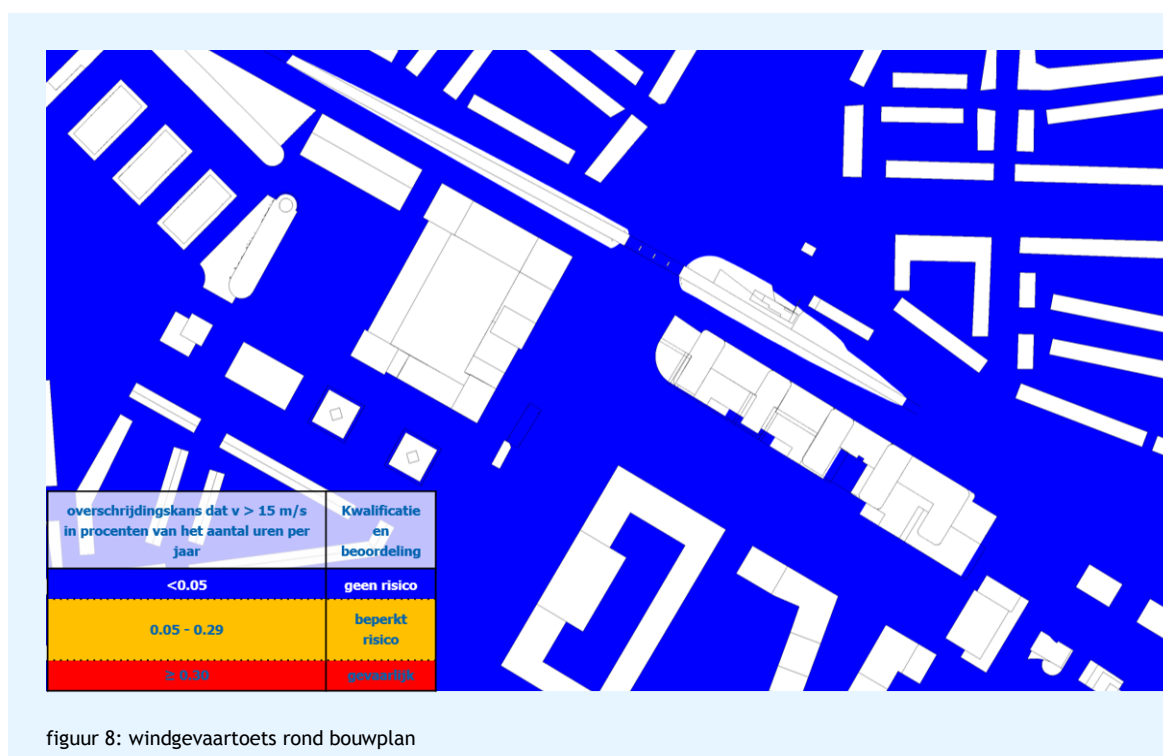 overschrijdingskans dat v > 15 m/s
in procenten van het aantal uren per
jaar
Kwalificatie
en
beoordeling
<0.05
geen risico
0.05 - 0.29
beperkt
risico
≥ 0.30
gevaarlijk
figuur 8: windgevaartoets rond bouwplan